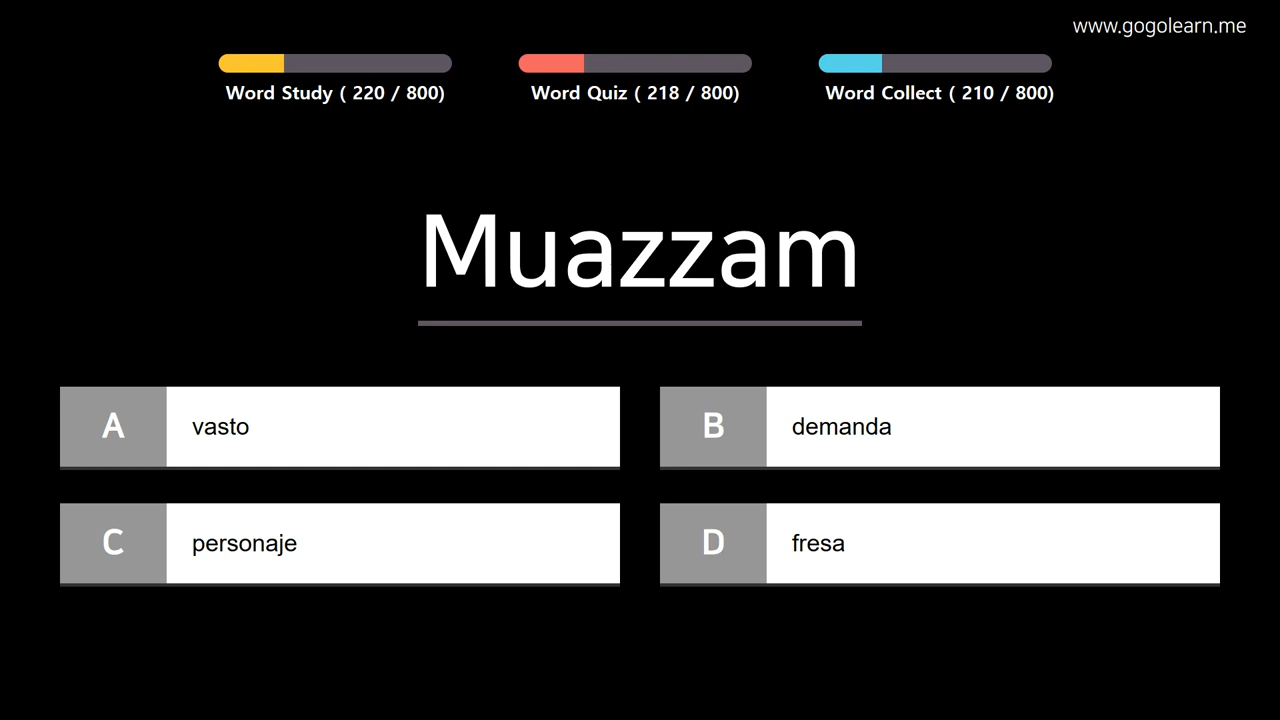 www.gogolearn.me
Word Study ( 220 / 800)
Word Quiz ( 218 / 800)
Word Collect ( 210 / 800)
Muazzam
A vasto
B demanda
C personaje
D fresa